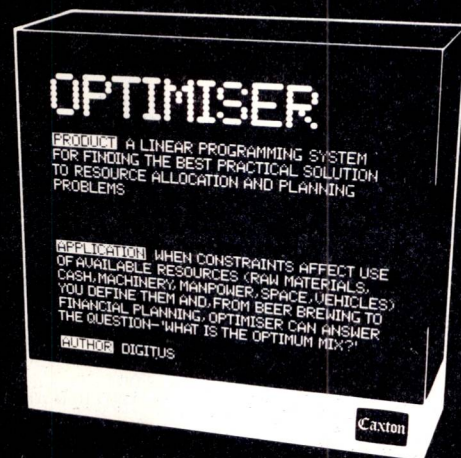 OPTIMISER
PRODUCT A LINEAR PROGRAMMING SYSTEM
FOR FINDING THE BEST PRACTICAL SOLUTION
TO RESOURCE ALLOCATION AND PLANNING
PROBLEMS
APPLICATION WHEN CONSTRAINTS AFFECT USE
OF AVAILABLE RESOURCES (RAW MATERIALS,
CASH, MACHINERY, MANPOWER, SPACE, VEHICLES)
YOU DEFINE THEM AND, FROM BEER BREWING TO
FINANCIAL PLANNING, OPTIMISER CAN ANSWER
THE QUESTION-'WHAT IS THE OPTIMUM MIX?'
AUTHOR DIGITUS
Caxton